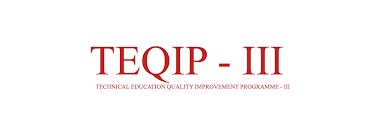 TEQIP - III
TECHNICAL EDUCATION QUALITY IMPROVEMENT PROGRAMME - III